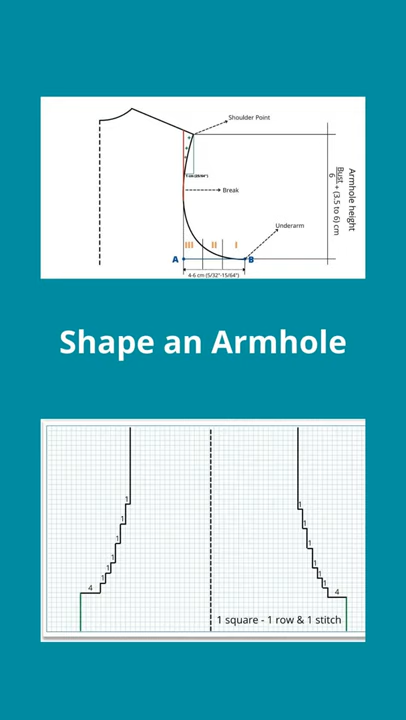 Shoulder Point
Break
Underarm
III
II
I
A
B
4-6 cm (5/32"-15/64")
Armhole height
Bust
6
+ (3.5 to 6) cm
Shape an Armhole
1
1
1
1
1
1
4
1
1
1
1
1
4
1 square - 1 row & 1 stitch